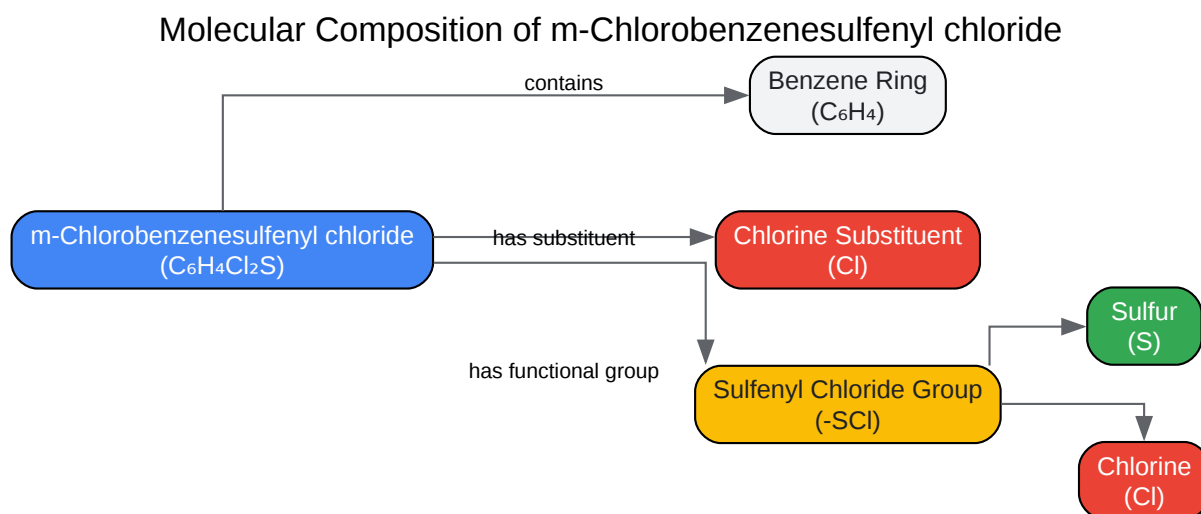 Molecular Composition of m-Chlorobenzenesulfenyl chloride
contains
Benzene Ring
(C₆H₄)
m-Chlorobenzenesulfenyl chloride
(C₆H₄Cl₂S)
has substituent
Chlorine Substituent
(Cl)
Sulfur
(S)
has functional group
Sulfenyl Chloride Group
(-SCl)
Chlorine
(Cl)